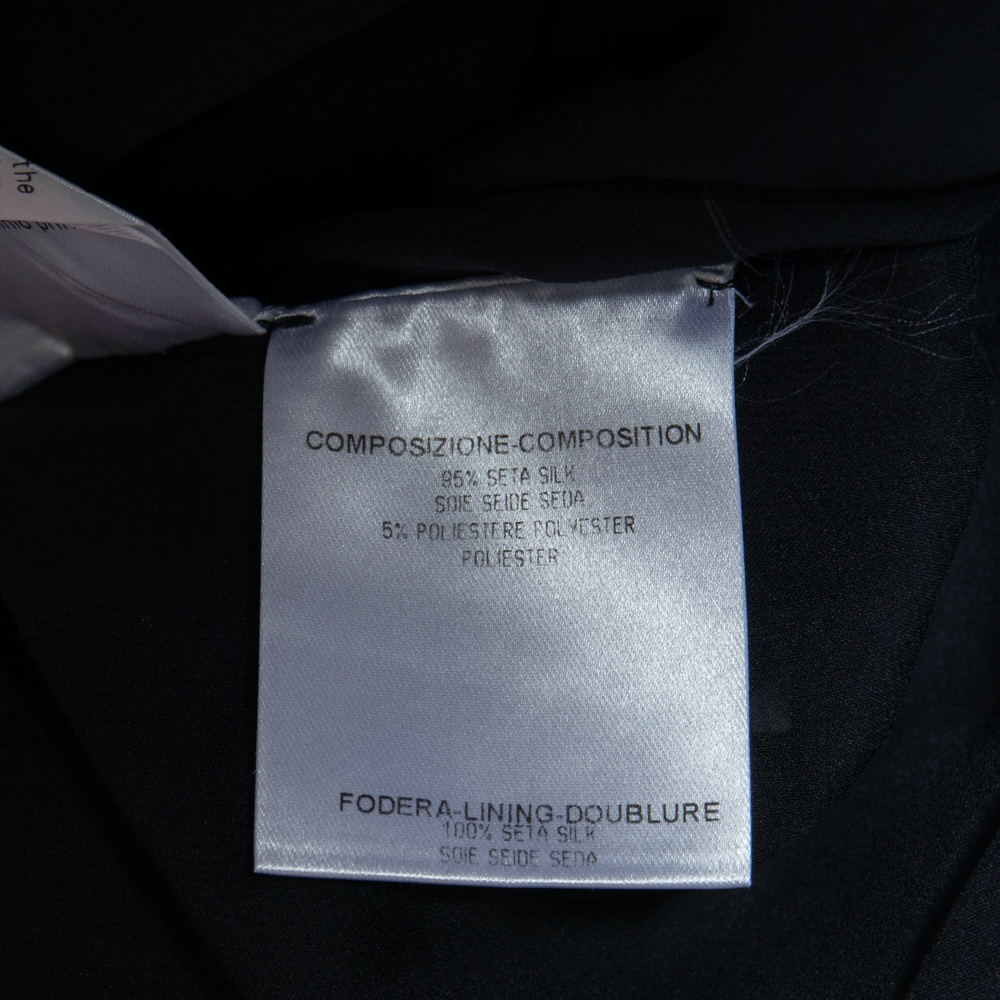 the
COMPOSIZIONE-COMPOSITION
95% SETA SILK
SOIE SEIDE SEDA
5% POLIESTERE POLYESTER
POLIESTER
FODERA-LINING-DOUBLURE
100% SETA SILK
SOIE SEIDE SEDA